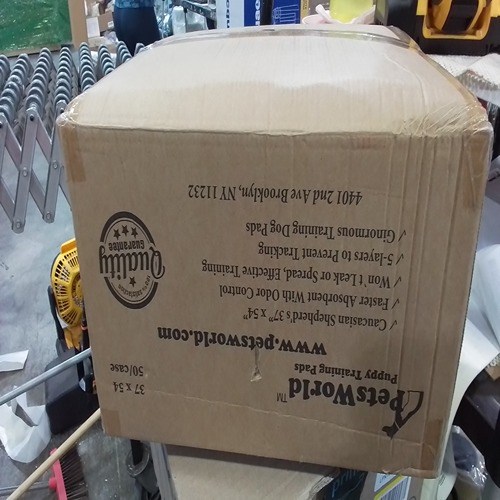 PetsWorld™
Puppy Training Pads
37 x 54
50/case
www.petsworld.com
✓ Caucasian Shepherd's 37" x 54"
✓ Faster Absorbent With Odor Control
✓ Won't Leak or Spread, Effective Training
✓ 5-layers to Prevent Tracking
✓ Ginormous Training Dog Pads
Quality
Guarantee
4401 2nd Ave Brooklyn, NY 11232